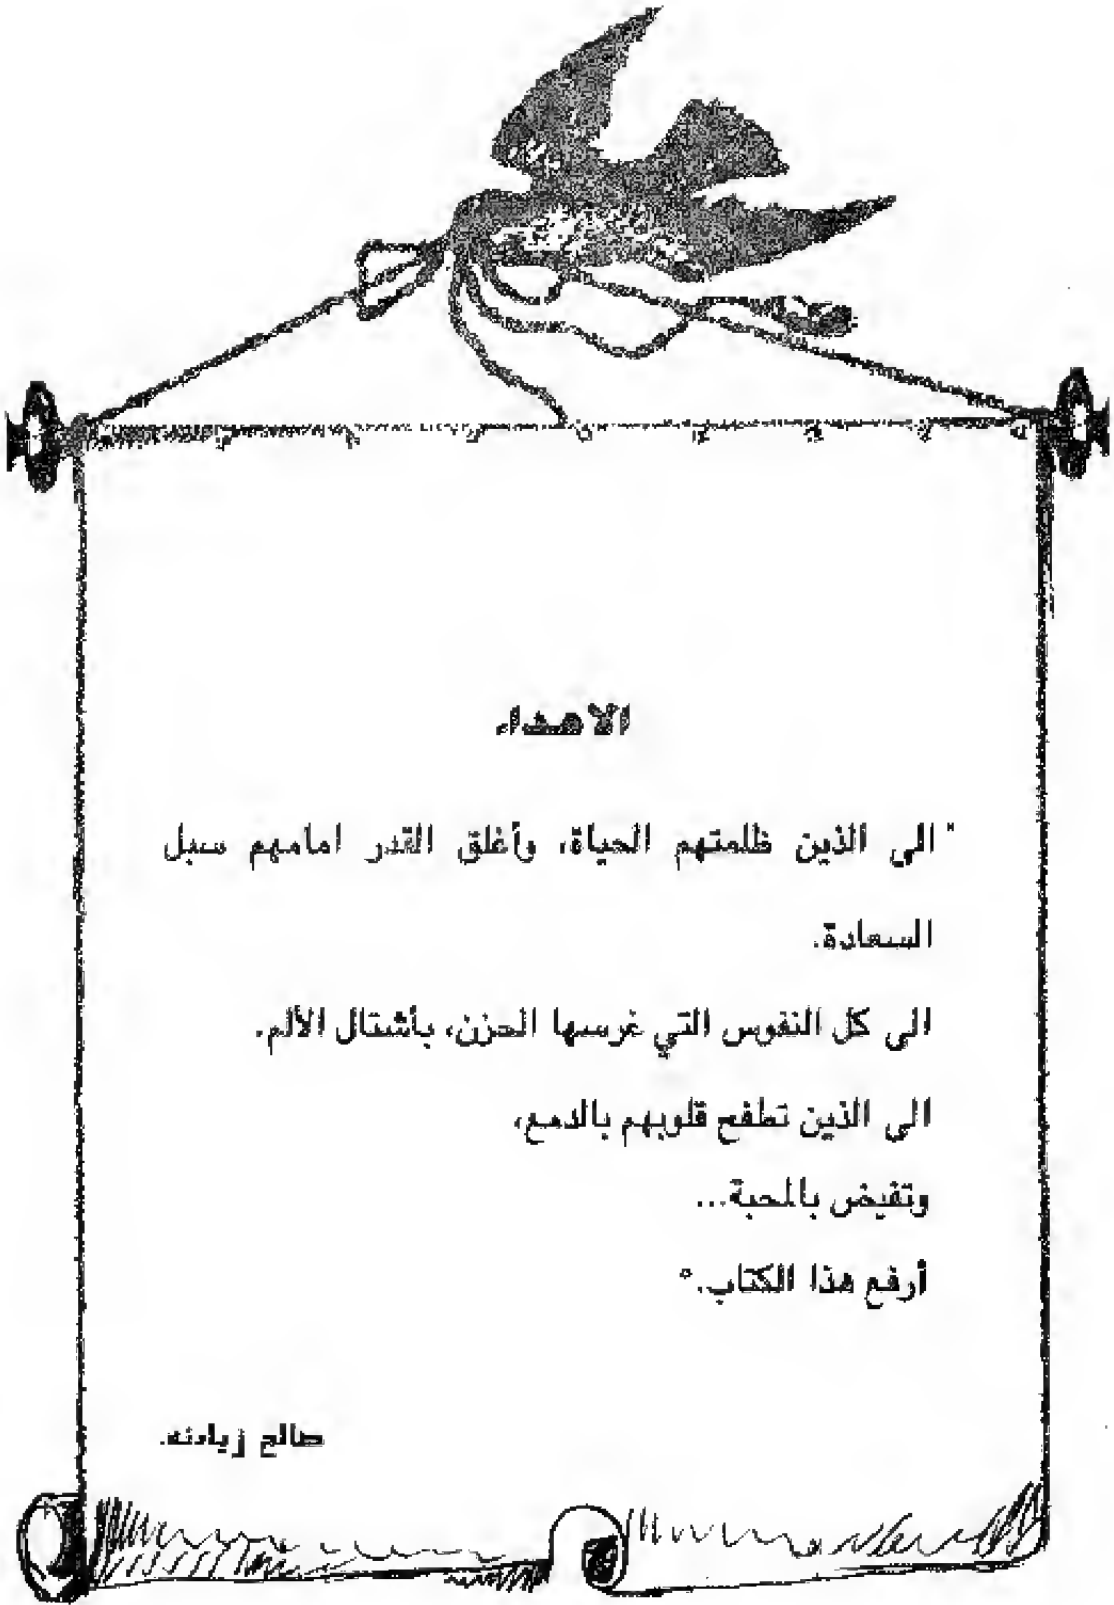 الاهداء
" الى الذين ظلمتهم الحياة، وأغلق القدر امامهم سبل
السعادة.
الى كل النفوس التي غرسها الحزن، بأشتال الألم.
الى الذين تطفح قلوبهم بالدمع،
وتفيض بالمحبة...
أرفع هذا الكتاب."
صالح زيادنه.